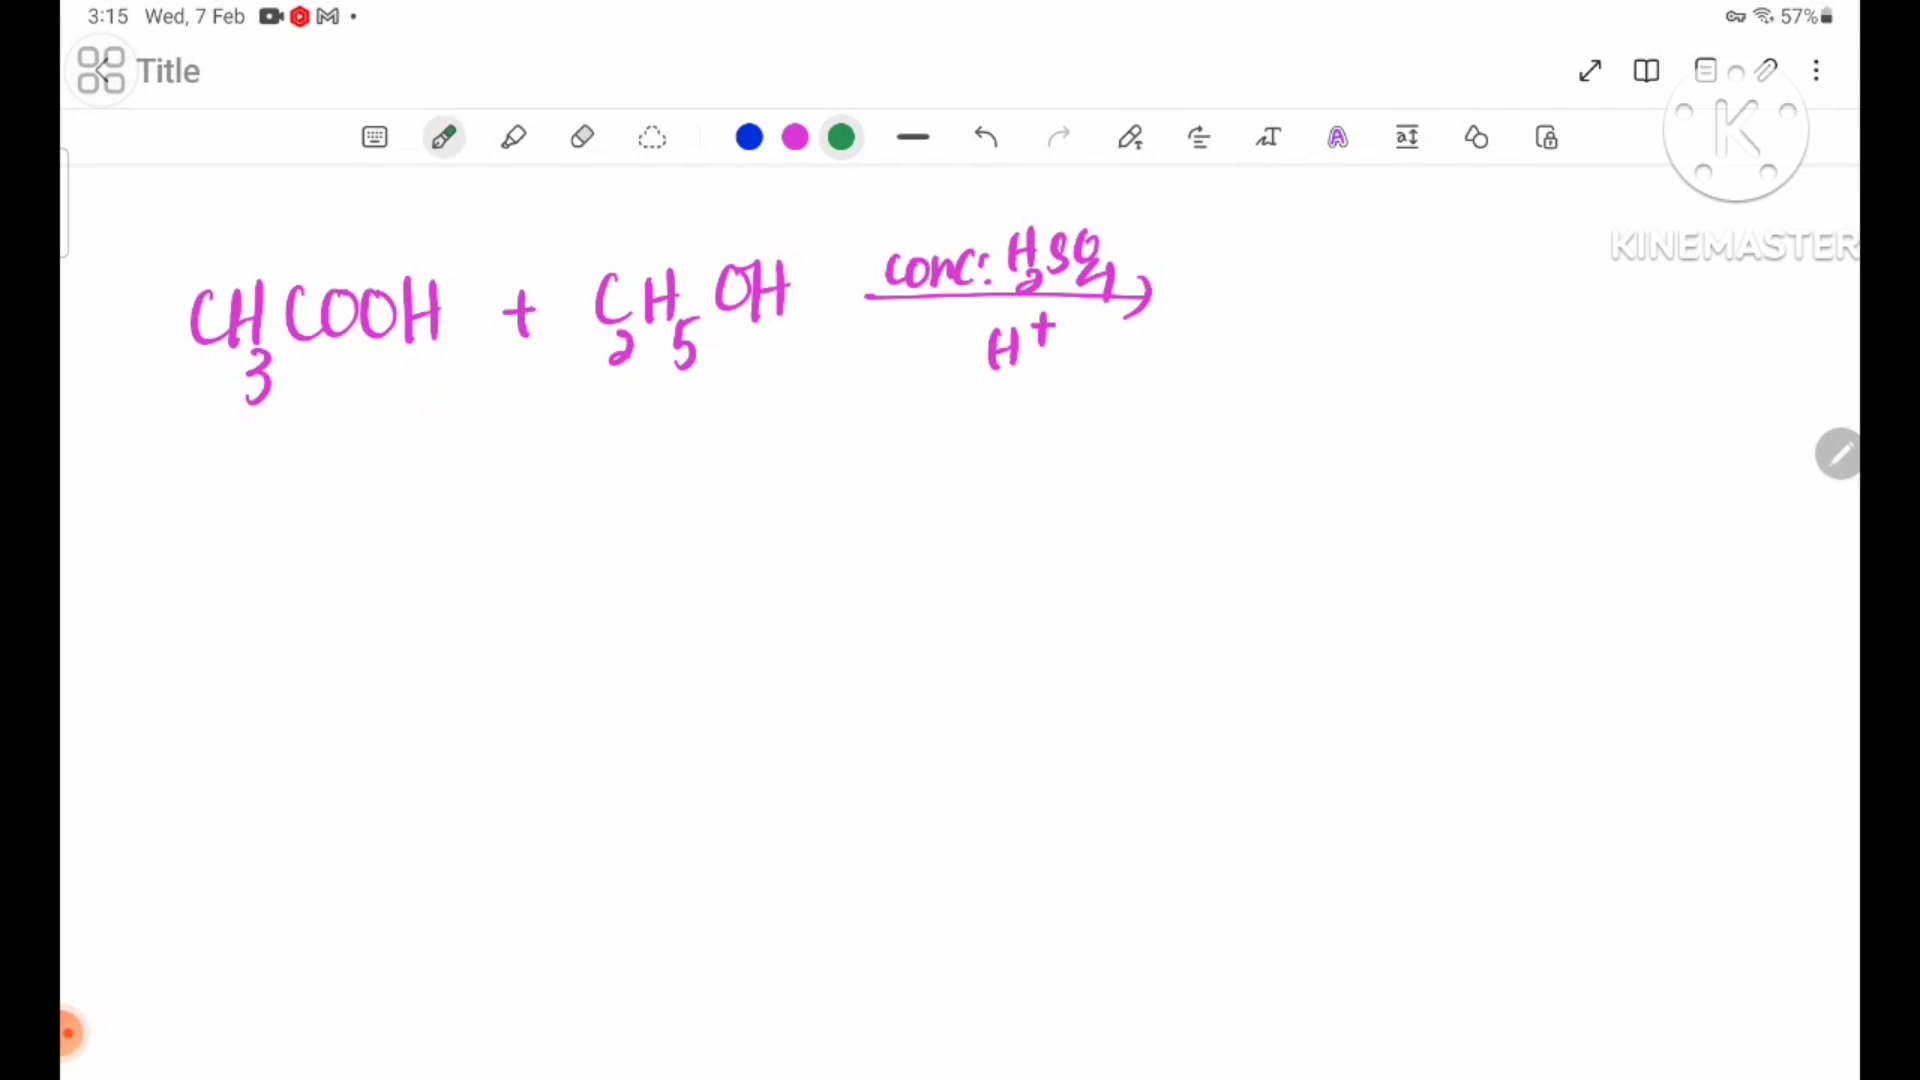 3:15 Wed, 7 Feb
57%
Title
K
KINEMASTER
CH₃COOH + C₂H₅OH
conc: H₂SO₄
H⁺